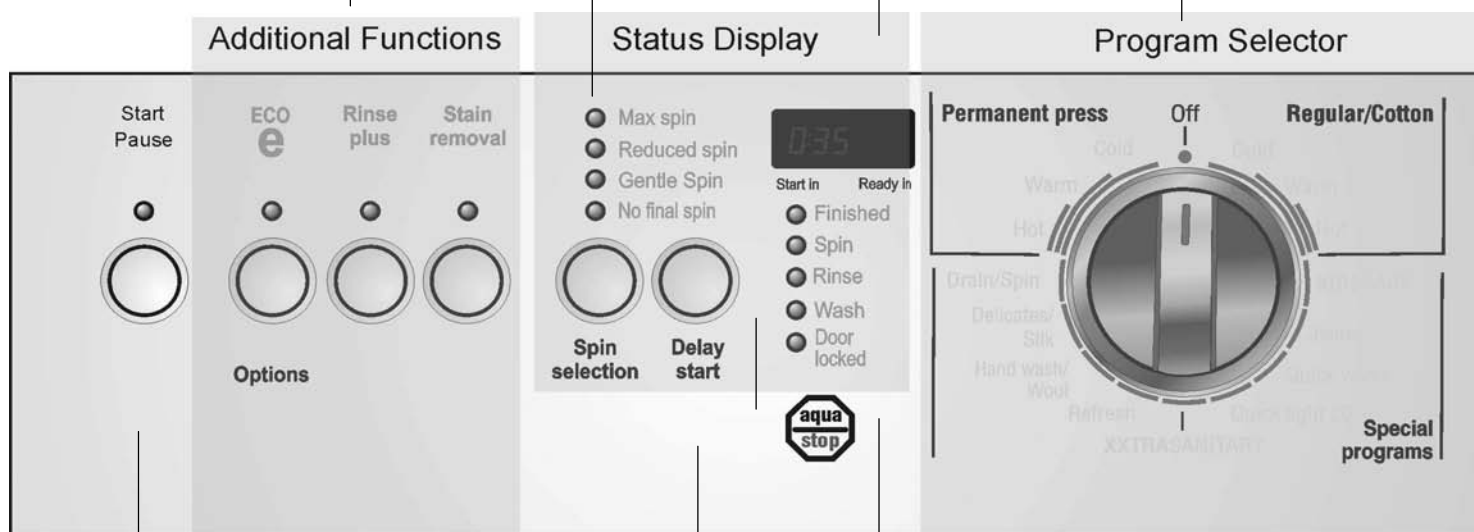 Additional Functions
Status Display
Program Selector
Start
Pause
ECO
e
Rinse
plus
Stain
removal
Options
Max spin
Reduced spin
Gentle Spin
No final spin
Spin
selection
Delay
start
0:35
Start in Ready in
Finished
Spin
Rinse
Wash
Door
locked
aqua
stop
Permanent press
Off
Regular/Cotton
Cold
Cold
Warm
Warm
Hot
Hot
Drain/Spin
Delicates/
Silk
Hand wash/
Wool
Refresh
XXTRASANITARY
Special
programs